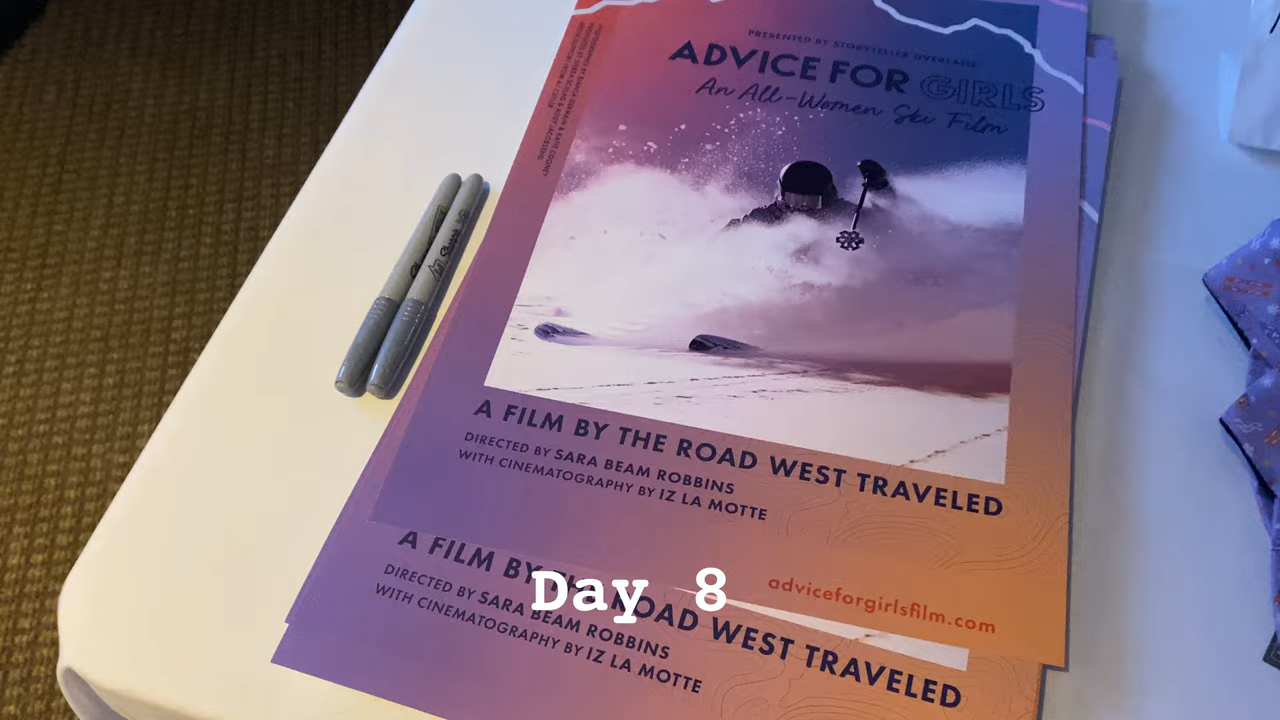 PRESENTED BY STORYTELLER OVERLAND
ADVICE FOR GIRLS
An All-Women Ski Film
A FILM BY THE ROAD WEST TRAVELED
DIRECTED BY SARA BEAM ROBBINS
WITH CINEMATOGRAPHY BY IZ LA MOTTE
adviceforgirlsfilm.com
A FILM BY THE ROAD WEST TRAVELED
DIRECTED BY SARA BEAM ROBBINS
WITH CINEMATOGRAPHY BY IZ LA MOTTE
Day 8